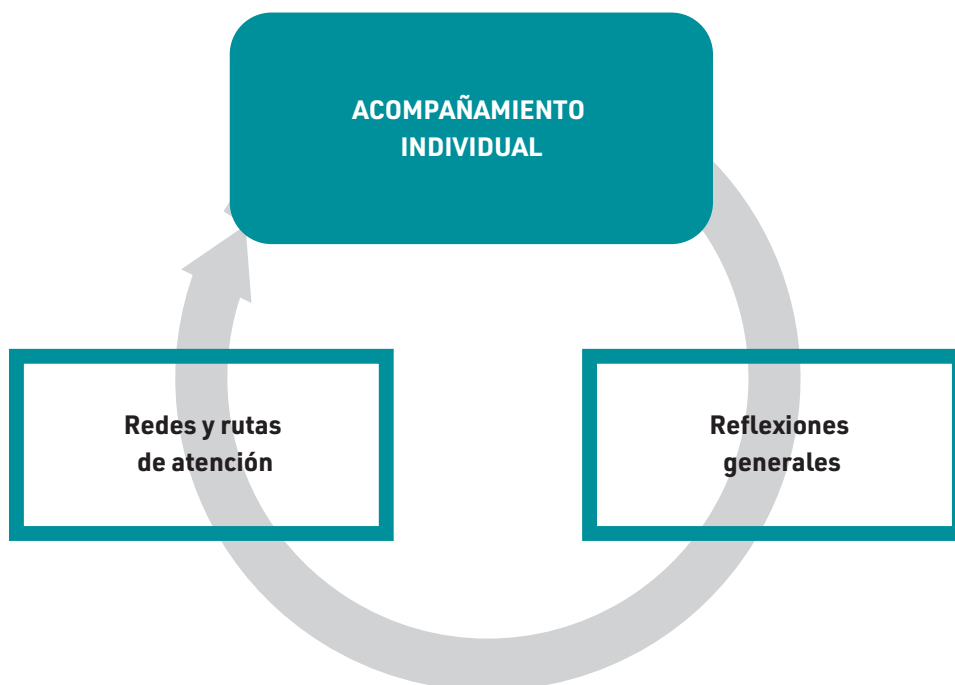 ACOMPAÑAMIENTO
INDIVIDUAL
Redes y rutas
de atención
Reflexiones
generales